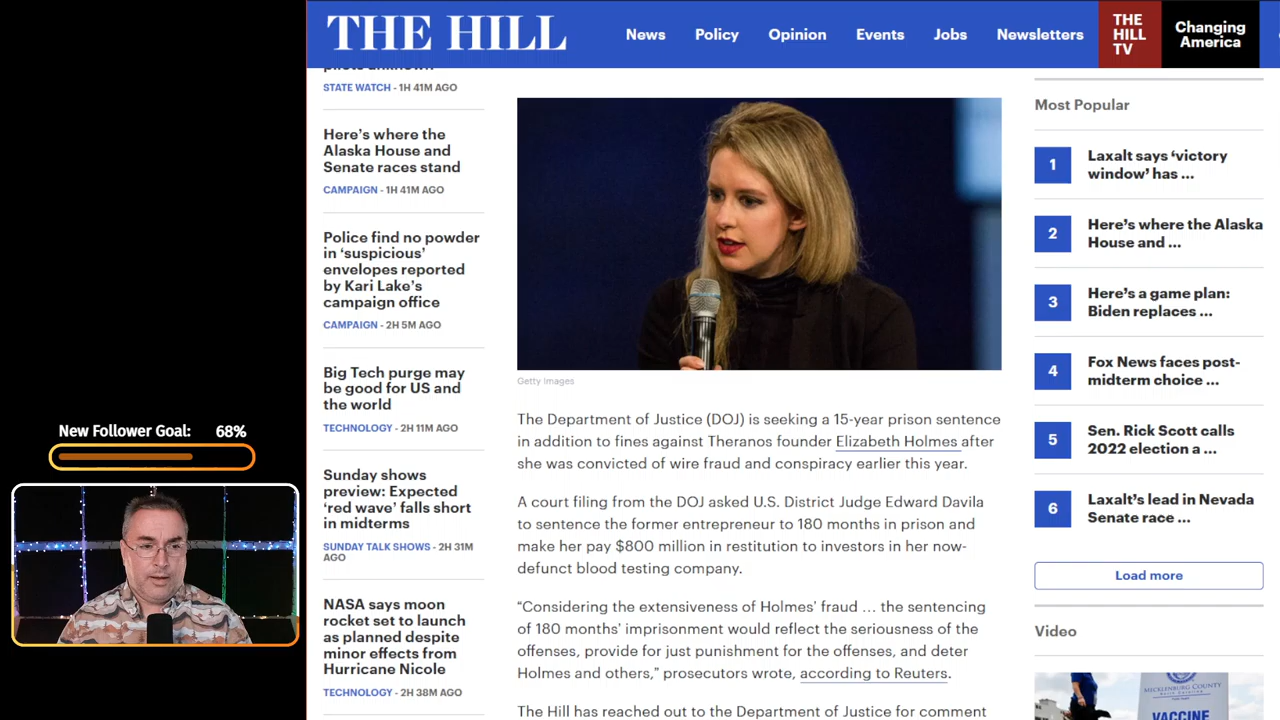 THE HILL
News
Policy
Opinion
Events
Jobs
Newsletters
THE
HILL
TV
Changing
America
STATE WATCH - 1H 41M AGO
Here's where the
Alaska House and
Senate races stand
CAMPAIGN - 1H 41M AGO
Police find no powder
in 'suspicious'
envelopes reported
by Kari Lake's
campaign office
CAMPAIGN - 2H 5M AGO
Big Tech purge may
be good for US and
the world
TECHNOLOGY - 2H 11M AGO
Sunday shows
preview: Expected
'red wave' falls short
in midterms
SUNDAY TALK SHOWS - 2H 31M
AGO
NASA says moon
rocket set to launch
as planned despite
minor effects from
Hurricane Nicole
TECHNOLOGY - 2H 38M AGO
New Follower Goal: 68%
Getty Images
The Department of Justice (DOJ) is seeking a 15-year prison sentence
in addition to fines against Theranos founder Elizabeth Holmes after
she was convicted of wire fraud and conspiracy earlier this year.
A court filing from the DOJ asked U.S. District Judge Edward Davila
to sentence the former entrepreneur to 180 months in prison and
make her pay $800 million in restitution to investors in her now-
defunct blood testing company.
"Considering the extensiveness of Holmes' fraud … the sentencing
of 180 months' imprisonment would reflect the seriousness of the
offenses, provide for just punishment for the offenses, and deter
Holmes and others," prosecutors wrote, according to Reuters.
The Hill has reached out to the Department of Justice for comment
Most Popular
1
Laxalt says 'victory
window' has ...
2
Here's where the Alaska
House and ...
3
Here's a game plan:
Biden replaces ...
4
Fox News faces post-
midterm choice ...
5
Sen. Rick Scott calls
2022 election a ...
6
Laxalt's lead in Nevada
Senate race ...
Load more
Video
MECKLENBURG COUNTY
VACCINE